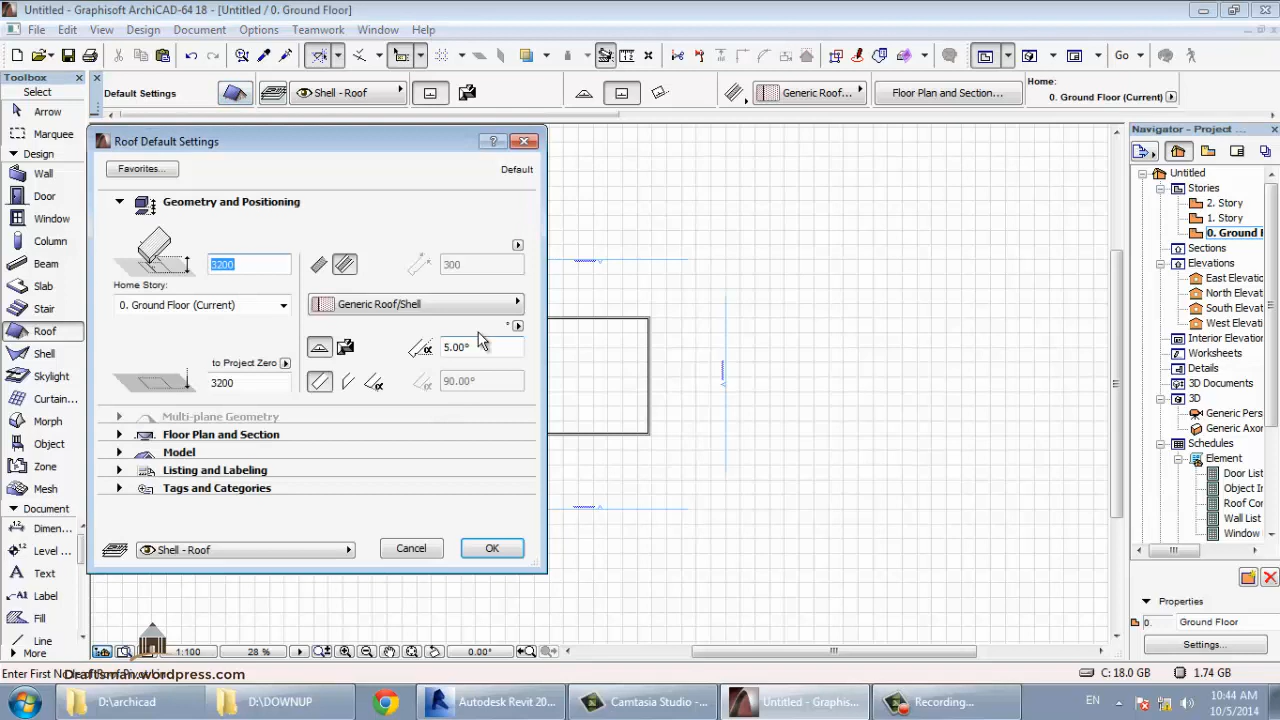 Untitled - Graphisoft ArchiCAD-64 18 - [Untitled / 0. Ground Floor]
File Edit View Design Document Options Teamwork Window Help
Go
Toolbox
Select
Arrow
Marquee
Design
Wall
Door
Window
Column
Beam
Slab
Stair
Roof
Shell
Skylight
Curtain...
Morph
Object
Zone
Mesh
Document
Dimen...
Level ...
Text
Label
Fill
Line
More
Default Settings
Shell - Roof
Generic Roof...
Floor Plan and Section...
Home:
0. Ground Floor (Current)
Roof Default Settings
Favorites...
Default
Geometry and Positioning
3200
300
Home Story:
0. Ground Floor (Current)
Generic Roof/Shell
°
5.00°
to Project Zero
3200
90.00°
Multi-plane Geometry
Floor Plan and Section
Model
Listing and Labeling
Tags and Categories
Shell - Roof
Cancel
OK
Navigator - Project ...
Untitled
Stories
2. Story
1. Story
0. Ground F
Sections
Elevations
East Elevatio
North Elevat
South Elevat
West Elevati
Interior Elevation
Worksheets
Details
3D Documents
3D
Generic Pers
Generic Axon
Schedules
Element
Door List
Object In
Roof Cor
Wall List
Window
Properties
0.
Ground Floor
Settings...
1:100
28 %
0.00°
C: 18.0 GB
1.74 GB
Draftsman.wordpress.com
D:\archicad
D:\DOWNUP
Autodesk Revit 20...
Camtasia Studio -...
Untitled - Graphis...
Recording...
EN
10:44 AM
10/5/2014